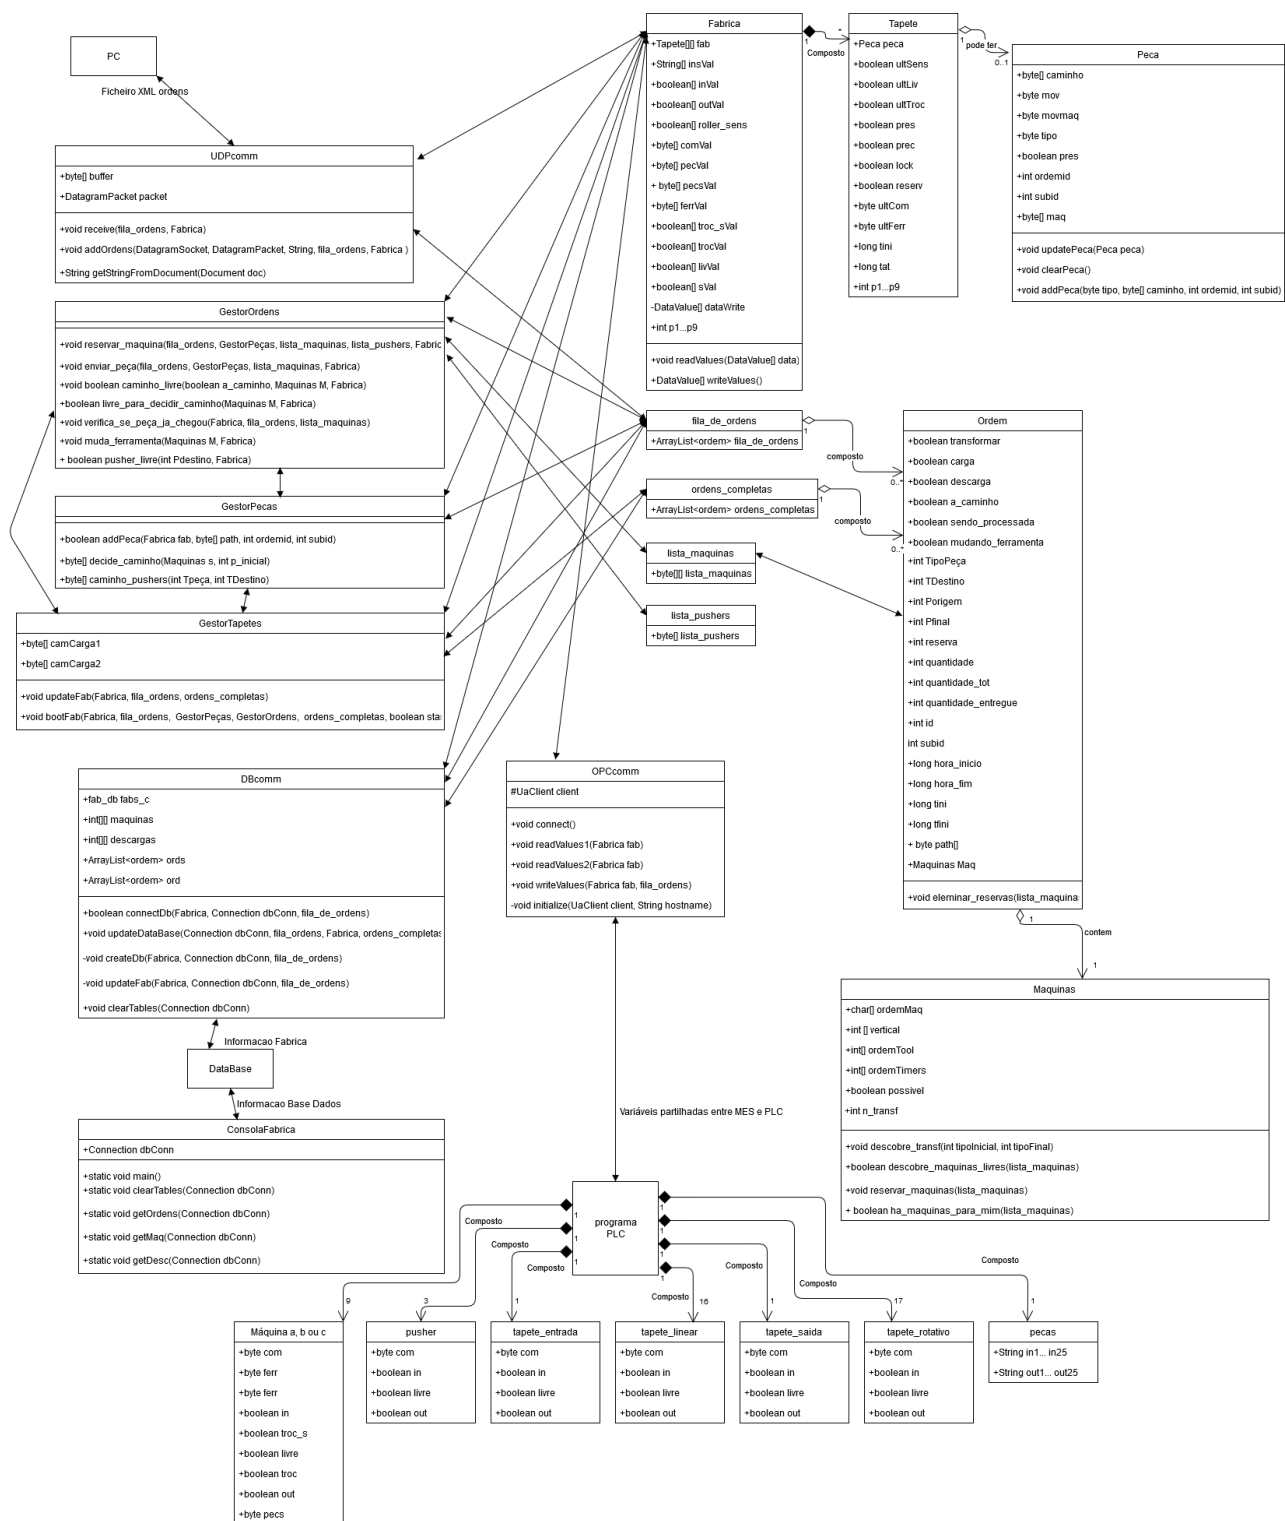 PC
Ficheiro XML ordens
UDPcomm
+byte[] buffer
+DatagramPacket packet
+void receive(fila_ordens, Fabrica)
+void addOrdens(DatagramSocket, DatagramPacket, String, fila_ordens, Fabrica )
+String getStringFromDocument(Document doc)
GestorOrdens
+void reservar_maquina(fila_ordens, GestorPeças, lista_maquinas, lista_pushers, Fabric
+void enviar_peça(fila_ordens, GestorPeças, lista_maquinas, Fabrica)
+void boolean caminho_livre(boolean a_caminho, Maquinas M, Fabrica)
+boolean livre_para_decidir_caminho(Maquinas M, Fabrica)
+void verifica_se_peça_ja_chegou(Fabrica, fila_ordens, lista_maquinas)
+void muda_ferramenta(Maquinas M, Fabrica)
+ boolean pusher_livre(int Pdestino, Fabrica)
GestorPecas
+boolean addPeca(Fabrica fab, byte[] path, int ordemid, int subid)
+byte[] decide_caminho(Maquinas s, int p_inicial)
+byte[] caminho_pushers(int Tpeça, int TDestino)
GestorTapetes
+byte[] camCarga1
+byte[] camCarga2
+void updateFab(Fabrica, fila_ordens, ordens_completas)
+void bootFab(Fabrica, fila_ordens,  GestorPeças, GestorOrdens,  ordens_completas, boolean sta
DBcomm
+fab_db fabs_c
+int[][] maquinas
+int[][] descargas
+ArrayList<ordem> ords
+ArrayList<ordem> ord
+boolean connectDb(Fabrica, Connection dbConn, fila_de_ordens)
+void updateDataBase(Connection dbConn, fila_ordens, Fabrica, ordens_completas
-void createDb(Fabrica, Connection dbConn, fila_de_ordens)
-void updateFab(Fabrica, Connection dbConn, fila_de_ordens)
+void clearTables(Connection dbConn)
Informacao Fabrica
DataBase
Informacao Base Dados
ConsolaFabrica
+Connection dbConn
+static void main()
+static void clearTables(Connection dbConn)
+static void getOrdens(Connection dbConn)
+static void getMaq(Connection dbConn)
+static void getDesc(Connection dbConn)
Fabrica
+Tapete[][] fab
+String[] insVal
+boolean[] inVal
+boolean[] outVal
+boolean[] roller_sens
+byte[] comVal
+byte[] pecVal
+ byte[] pecsVal
+byte[] ferrVal
+boolean[] troc_sVal
+boolean[] trocVal
+boolean[] livVal
+boolean[] sVal
-DataValue[] dataWrite
+int p1...p9
+void readValues(DataValue[] data)
+DataValue[] writeValues()
1
*
Composto
Tapete
+Peca peca
+boolean ultSens
+boolean ultLiv
+boolean ultTroc
+boolean pres
+boolean prec
+boolean lock
+boolean reserv
+byte ultCom
+byte ultFerr
+long tini
+long tat
+int p1...p9
1
pode ter
0..1
Peca
+byte[] caminho
+byte mov
+byte movmaq
+byte tipo
+boolean pres
+int ordemid
+int subid
+byte[] maq
+void updatePeca(Peca peca)
+void clearPeca()
+void addPeca(byte tipo, byte[] caminho, int ordemid, int subid)
fila_de_ordens
+ArrayList<ordem> fila_de_ordens
1
composto
0..*
ordens_completas
+ArrayList<ordem> ordens_completas
1
composto
0..*
lista_maquinas
+byte[][] lista_maquinas
lista_pushers
+byte[] lista_pushers
Ordem
+boolean transformar
+boolean carga
+boolean descarga
+boolean a_caminho
+boolean sendo_processada
+boolean mudando_ferramenta
+int TipoPeça
+int TDestino
+int Porigem
+int Pfinal
+int reserva
+int quantidade
+int quantidade_tot
+int quantidade_entregue
+int id
int subid
+long hora_inicio
+long hora_fim
+long tini
+long tfini
+ byte path[]
+Maquinas Maq
+void eleminar_reservas(lista_maquina
1
contem
1
Maquinas
+char[] ordemMaq
+int [] vertical
+int[] ordemTool
+int[] ordemTimers
+boolean possivel
+int n_transf
+void descobre_transf(int tipoInicial, int tipoFinal)
+boolean descobre_maquinas_livres(lista_maquinas)
+void reservar_maquinas(lista_maquinas)
+ boolean ha_maquinas_para_mim(lista_maquinas)
OPCcomm
#UaClient client
+void connect()
+void readValues1(Fabrica fab)
+void readValues2(Fabrica fab)
+void writeValues(Fabrica fab, fila_ordens)
-void initialize(UaClient client, String hostname)
Variáveis partilhadas entre MES e PLC
programa
PLC
1
1
1
1
1
1
1
Composto
Composto
Composto
Composto
Composto
Composto
Composto
9
3
1
16
1
17
1
Máquina a, b ou c
+byte com
+byte ferr
+byte ferr
+boolean in
+boolean troc_s
+boolean livre
+boolean troc
+boolean out
+byte pecs
pusher
+byte com
+boolean in
+boolean livre
+boolean out
tapete_entrada
+byte com
+boolean in
+boolean livre
+boolean out
tapete_linear
+byte com
+boolean in
+boolean livre
+boolean out
tapete_saida
+byte com
+boolean in
+boolean livre
+boolean out
tapete_rotativo
+byte com
+boolean in
+boolean livre
+boolean out
pecas
+String in1... in25
+String out1... out25